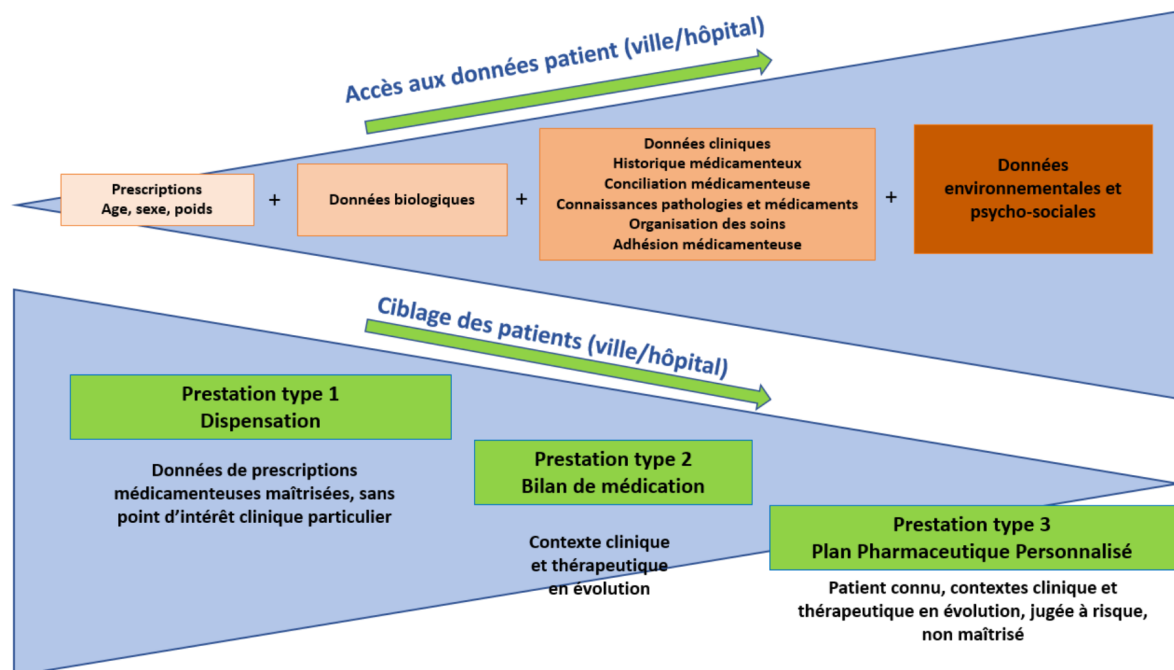 Accès aux données patient (ville/hôpital)
Prescriptions
Age, sexe, poids
+
Données biologiques
+
Données cliniques
Historique médicamenteux
Conciliation médicamenteuse
Connaissances pathologies et médicaments
Organisation des soins
Adhésion médicamenteuse
+
Données
environnementales et
psycho-sociales
Ciblage des patients (ville/hôpital)
Prestation type 1
Dispensation
Données de prescriptions
médicamenteuses maîtrisées, sans
point d'intérêt clinique particulier
Prestation type 2
Bilan de médication
Contexte clinique
et thérapeutique
en évolution
Prestation type 3
Plan Pharmaceutique Personnalisé
Patient connu, contextes clinique et
thérapeutique en évolution, jugée à risque,
non maîtrisé